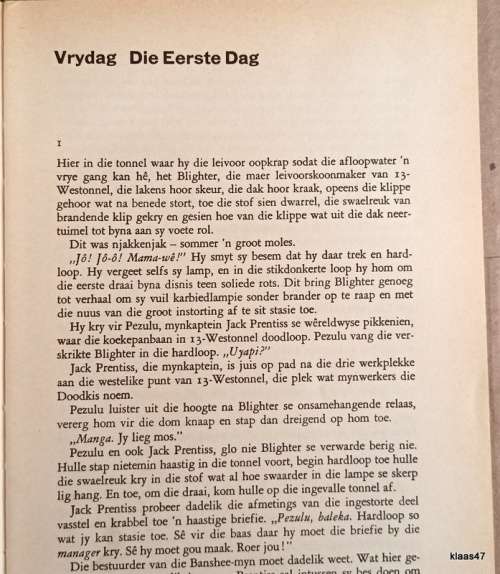 Vrydag Die Eerste Dag
1
Hier in die tonnel waar hy die leivoor oopkrap sodat die afloopwater 'n
vrye gang kan hê, het Blighter, die maer leivoorskoonmaker van 13-
Westonnel, die lakens hoor skeur, die dak hoor kraak, opeens die klippe
gehoor wat na benede stort, toe die stof sien dwarrel, die swaelreuk van
brandende klip gekry en gesien hoe van die klippe wat uit die dak neer-
tuimel tot byna aan sy voete rol.
Dit was njakkenjak – sommer 'n groot moles.
„Jô! Jô-ô! Mama-wê!" Hy smyt sy besem dat hy daar trek en hard-
loop. Hy vergeet selfs sy lamp, en in die stikdonkerte loop hy hom om
die eerste draai byna disnis teen soliede rots. Dit bring Blighter genoeg
tot verhaal om sy vuil karbiedlampie sonder brander op te raap en met
die nuus van die groot instorting af te sit stasie toe.
Hy kry vir Pezulu, mynkaptein Jack Prentiss se wêreldwyse pikkenien,
waar die koekepanbaan in 13-Westonnel doodloop. Pezulu vang die ver-
skrikte Blighter in die hardloop. „Uyapi?"
Jack Prentiss, die mynkaptein, is juis op pad na die drie werkplekke
aan die westelike punt van 13-Westonnel, die plek wat mynwerkers die
Doodkis noem.
Pezulu luister uit die hoogte na Blighter se onsamehangende relaas,
vererg hom vir die dom knaap en stap dan dreigend op hom toe.
„Manga. Jy lieg mos."
Pezulu en ook Jack Prentiss, glo nie Blighter se verwarde berig nie.
Hulle stap nietemin haastig in die tonnel voort, begin hardloop toe hulle
die swaelreuk kry in die stof wat al hoe swaarder in die lampe se skerp
lig hang. En toe, om die draai, kom hulle op die ingevalle tonnel af.
Jack Prentiss probeer dadelik die afmetings van die ingestorte deel
vasstel en krabbel toe 'n haastige briefie. „Pezulu, baleka. Hardloop so
wat jy kan stasie toe. Sê vir die baas daar hy moet die briefie by die
manager kry. Sê hy moet gou maak. Roer jou!"
Die bestuurder van die Banshee-myn moet dadelik weet. Wat hier ge-
klaas47